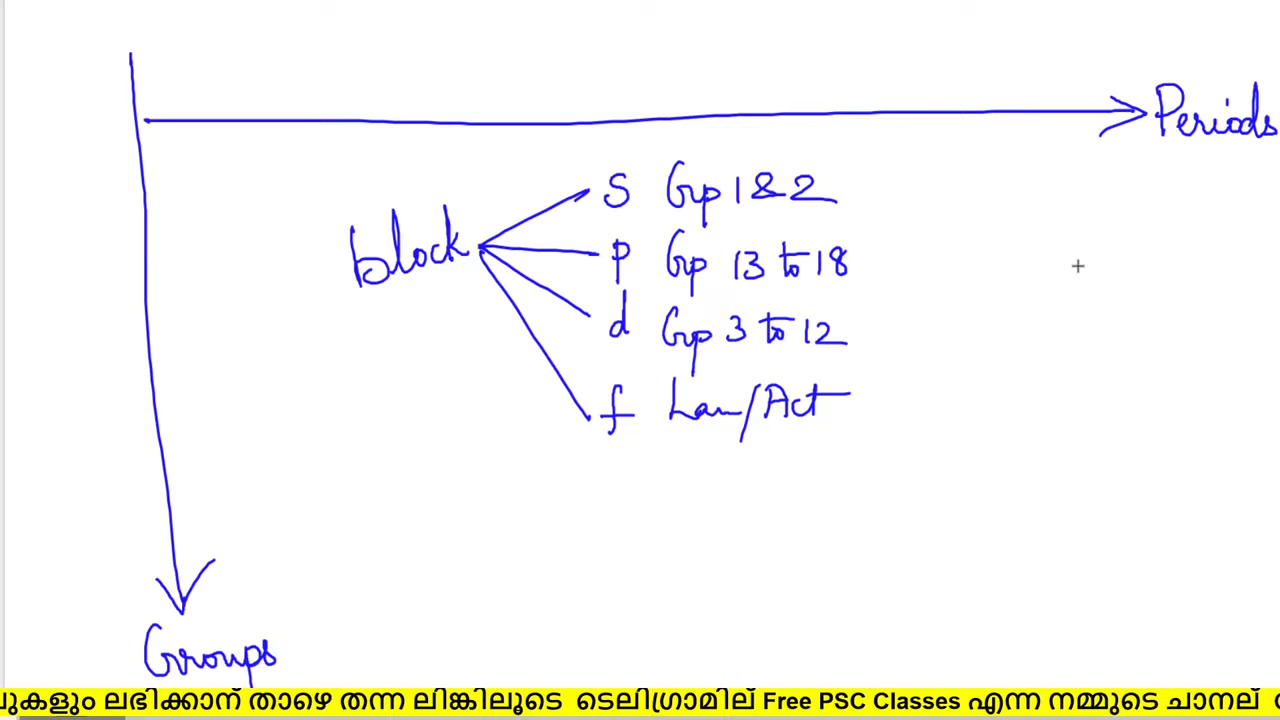 Periods
S Grp 1 & 2
block
p Grp 13 to 18
d Grp 3 to 12
f Lan/Act
Groups
ലഭിക്കാന് താഴെ തന്ന ലിങ്കിലൂടെ ടെലിഗ്രാമില് Free PSC Classes എന്ന നമ്മുടെ ചാനല്